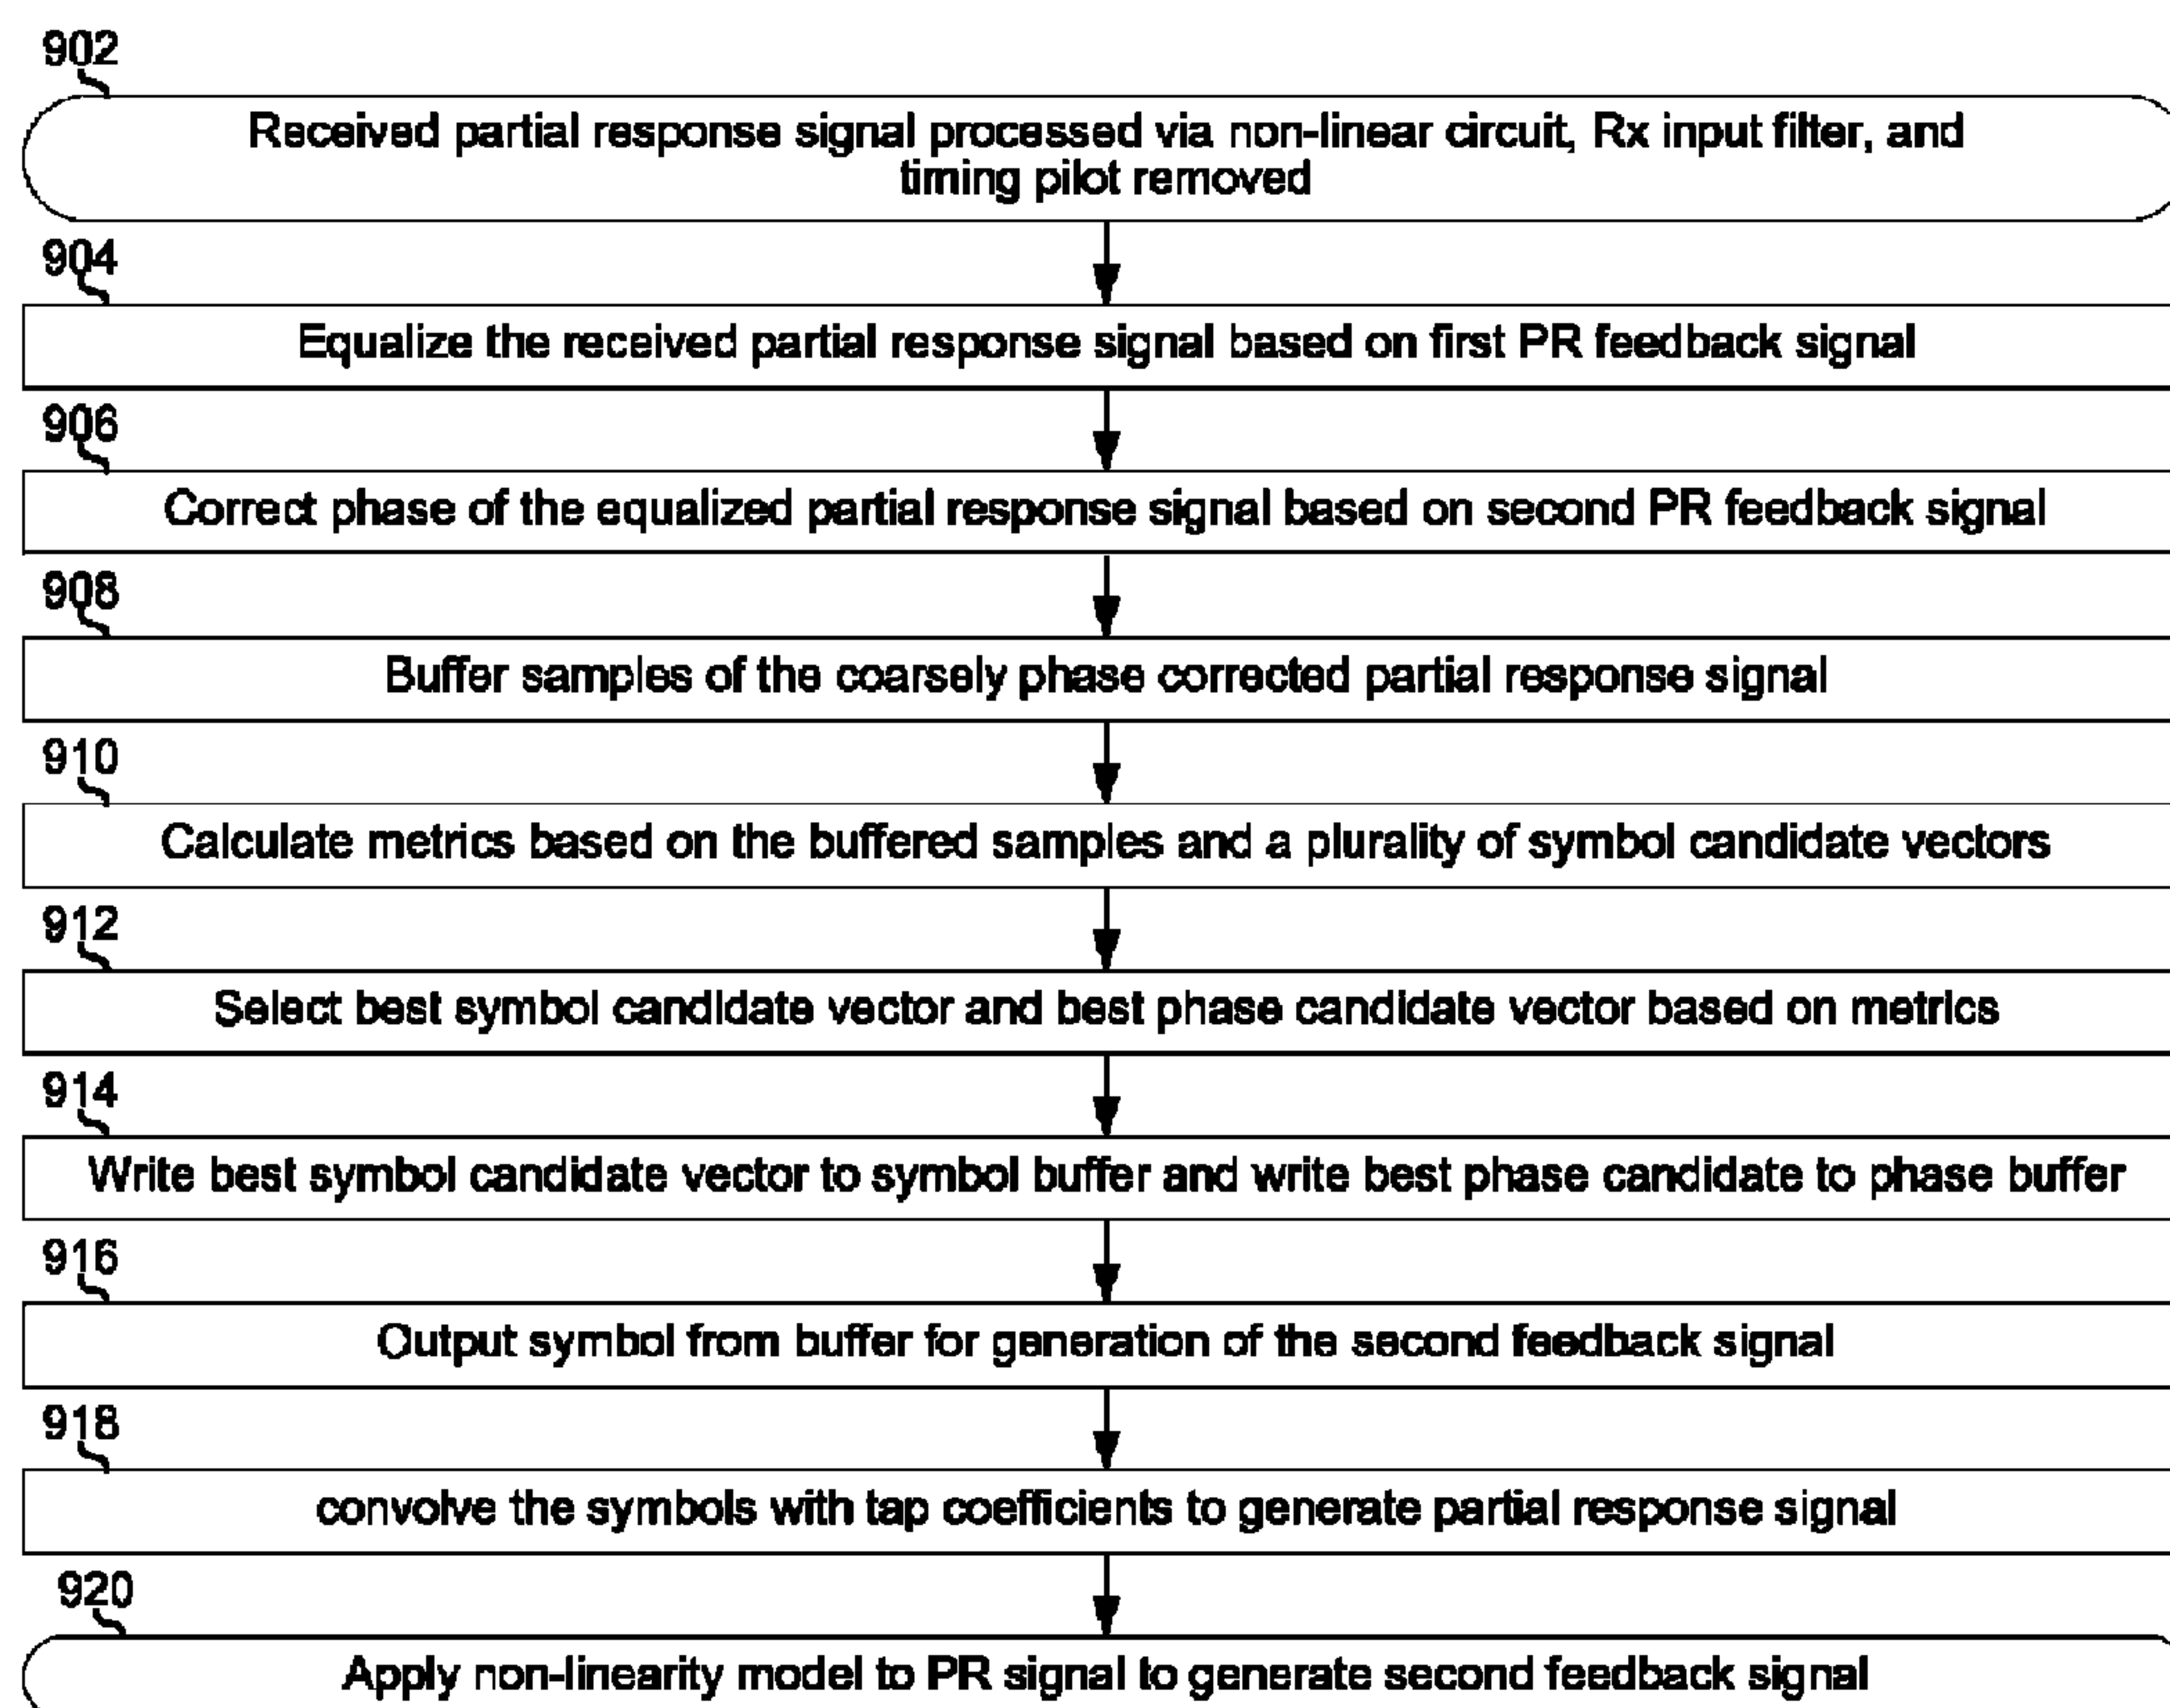 902
Received partial response signal processed via non-linear circuit, Rx input filter, and
timing pilot removed
904
Equalize the received partial response signal based on first PR feedback signal
906
Correct phase of the equalized partial response signal based on second PR feedback signal
908
Buffer samples of the coarsely phase corrected partial response signal
910
Calculate metrics based on the buffered samples and a plurality of symbol candidate vectors
912
Select best symbol candidate vector and best phase candidate vector based on metrics
914
Write best symbol candidate vector to symbol buffer and write best phase candidate to phase buffer
916
Output symbol from buffer for generation of the second feedback signal
918
convolve the symbols with tap coefficients to generate partial response signal
920
Apply non-linearity model to PR signal to generate second feedback signal